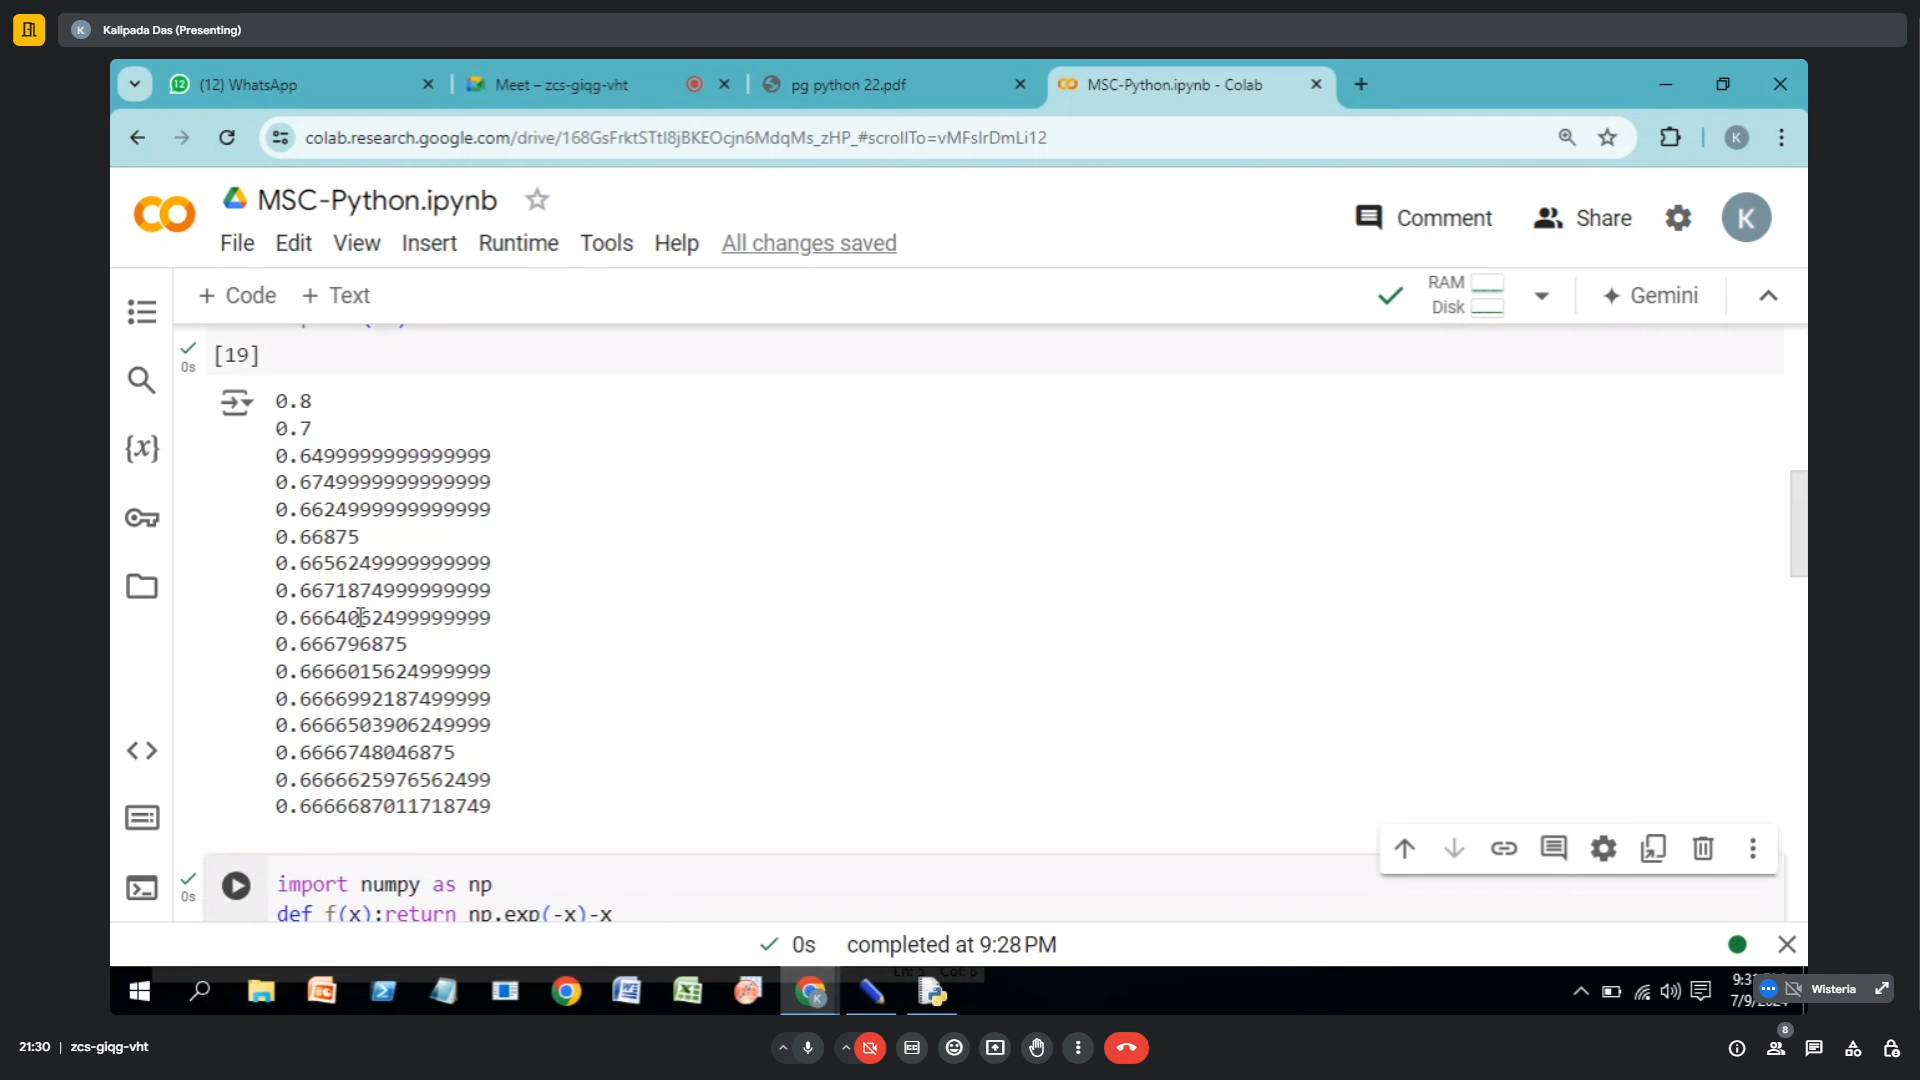 Kalipada Das (Presenting)
(12) WhatsApp
Meet – zcs-giqg-vht
pg python 22.pdf
MSC-Python.ipynb - Colab
colab.research.google.com/drive/168GsFrktSTtI8jBKEOcjn6MdqMs_zHP_#scrollTo=vMFsIrDmLi12
MSC-Python.ipynb
Comment
Share
K
File Edit View Insert Runtime Tools Help All changes saved
+ Code + Text
RAM
Disk
Gemini
0s
[19]
0.8
0.7
0.6499999999999999
0.6749999999999999
0.6624999999999999
0.66875
0.6656249999999999
0.6671874999999999
0.6664062499999999
0.666796875
0.6666015624999999
0.6666992187499999
0.6666503906249999
0.6666748046875
0.6666625976562499
0.6666687011718749
0s
import numpy as np
def f(x):return np.exp(-x)-x
0s completed at 9:28 PM
Ln: 5 Col: 8
Wisteria
21:30 | zcs-giqg-vht
8